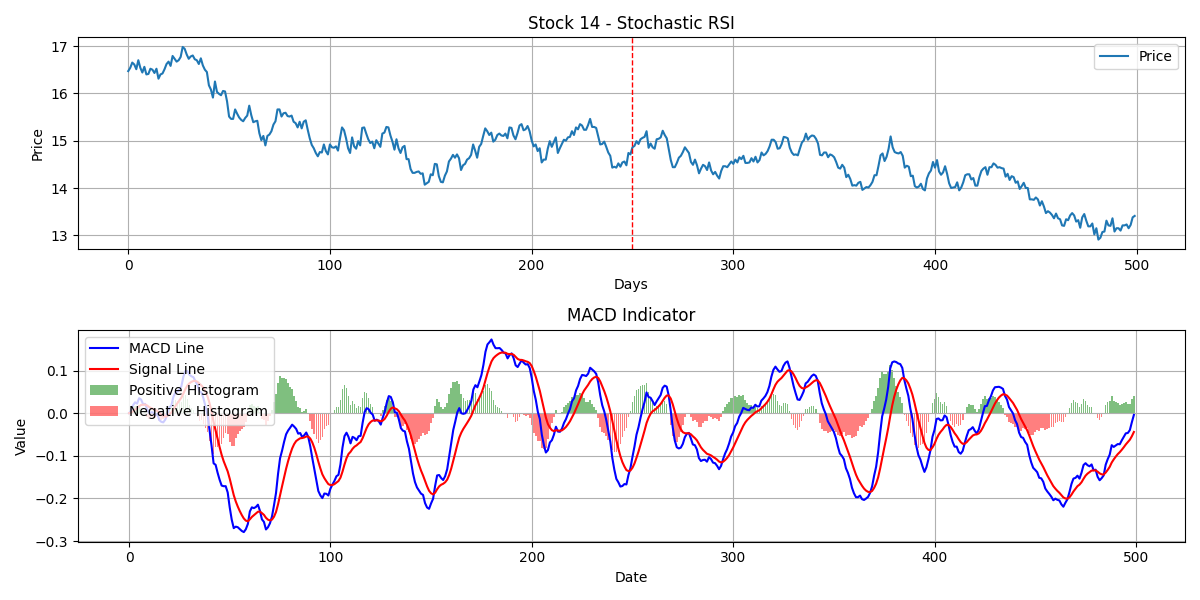 Stock 14 - Stochastic RSI
17
16
15
14
13
Price
Price
0
100
200
300
400
500
Days
MACD Indicator
MACD Line
Signal Line
Positive Histogram
Negative Histogram
0.1
0.0
−0.1
−0.2
−0.3
Value
0
100
200
300
400
500
Date